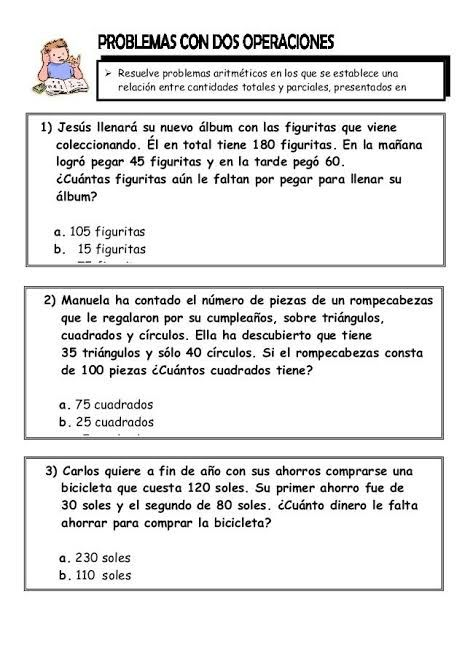 PROBLEMAS CON DOS OPERACIONES
➢ Resuelve problemas aritméticos en los que se establece una
relación entre cantidades totales y parciales, presentados en
1) Jesús llenará su nuevo álbum con las figuritas que viene
coleccionando. Él en total tiene 180 figuritas. En la mañana
logró pegar 45 figuritas y en la tarde pegó 60.
¿Cuántas figuritas aún le faltan por pegar para llenar su
álbum?
a. 105 figuritas
b. 15 figuritas
2) Manuela ha contado el número de piezas de un rompecabezas
que le regalaron por su cumpleaños, sobre triángulos,
cuadrados y círculos. Ella ha descubierto que tiene
35 triángulos y sólo 40 círculos. Si el rompecabezas consta
de 100 piezas ¿Cuántos cuadrados tiene?
a. 75 cuadrados
b. 25 cuadrados
3) Carlos quiere a fin de año con sus ahorros comprarse una
bicicleta que cuesta 120 soles. Su primer ahorro fue de
30 soles y el segundo de 80 soles. ¿Cuánto dinero le falta
ahorrar para comprar la bicicleta?
a. 230 soles
b. 110 soles